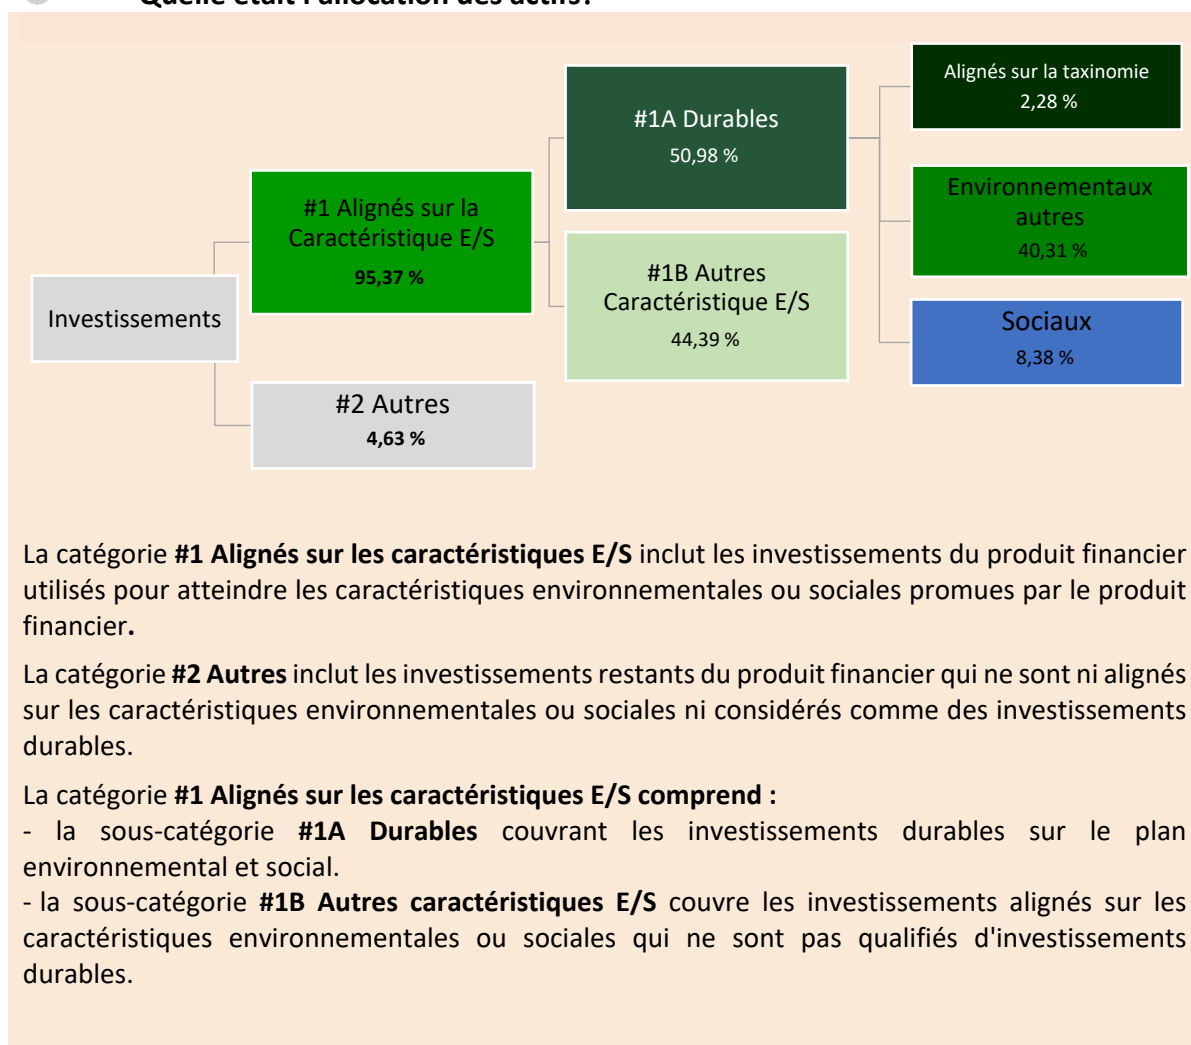 Quelle était l'allocation des actifs?
Alignés sur la taxinomie
2,28 %
#1A Durables
50,98 %
#1 Alignés sur la
Caractéristique E/S
95,37 %
Environnementaux
autres
40,31 %
#1B Autres
Caractéristique E/S
44,39 %
Investissements
Sociaux
8,38 %
#2 Autres
4,63 %
La catégorie #1 Alignés sur les caractéristiques E/S inclut les investissements du produit financier
utilisés pour atteindre les caractéristiques environnementales ou sociales promues par le produit
financier.
La catégorie #2 Autres inclut les investissements restants du produit financier qui ne sont ni alignés
sur les caractéristiques environnementales ou sociales ni considérés comme des investissements
durables.
La catégorie #1 Alignés sur les caractéristiques E/S comprend :
- la sous-catégorie #1A Durables couvrant les investissements durables sur le plan
environnemental et social.
- la sous-catégorie #1B Autres caractéristiques E/S couvre les investissements alignés sur les
caractéristiques environnementales ou sociales qui ne sont pas qualifiés d'investissements
durables.